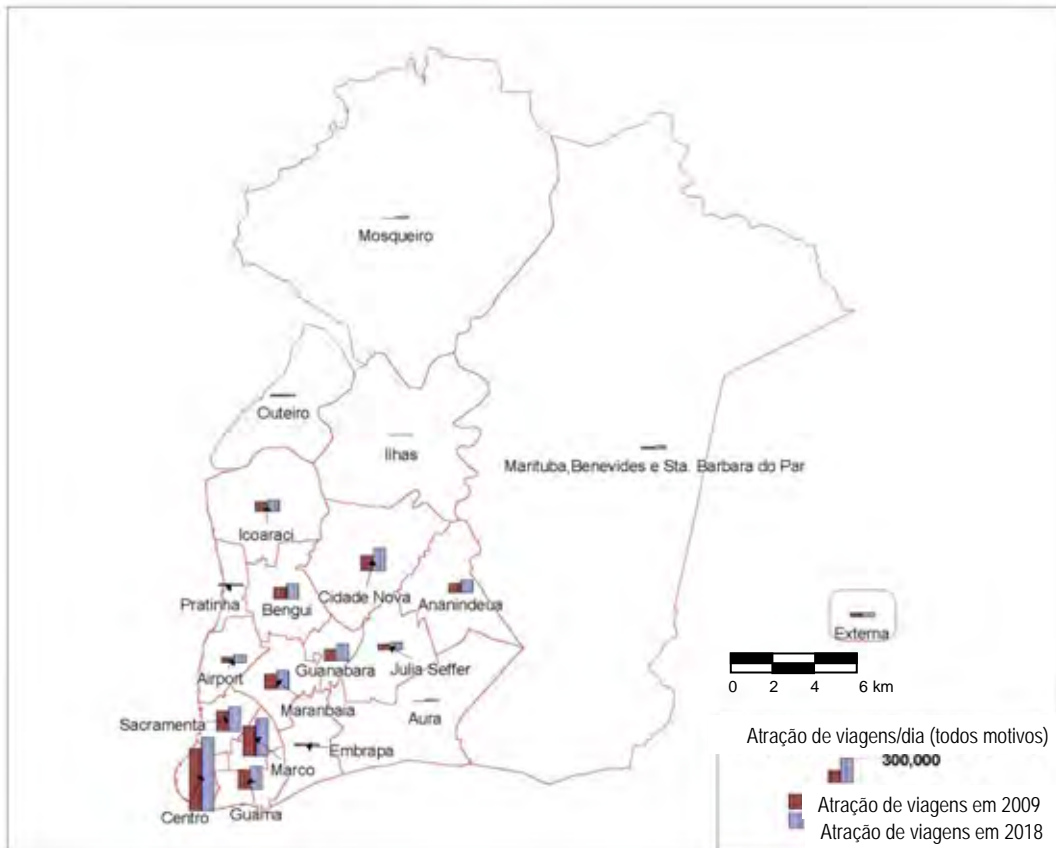 Mosqueiro
Outeiro
Ilhas
Marituba,Benevides e Sta. Barbara do Par
Icoaraci
Cidade Nova
Ananindeua
Pratinha
Bengui
Externa
Guanabara
Julia Seffer
Airport
0 2 4 6 km
Maranbaia
Aura
Sacramenta
Embrapa
Marco
Guama
Centro
Atração de viagens/dia (todos motivos)
300,000
Atração de viagens em 2009
Atração de viagens em 2018